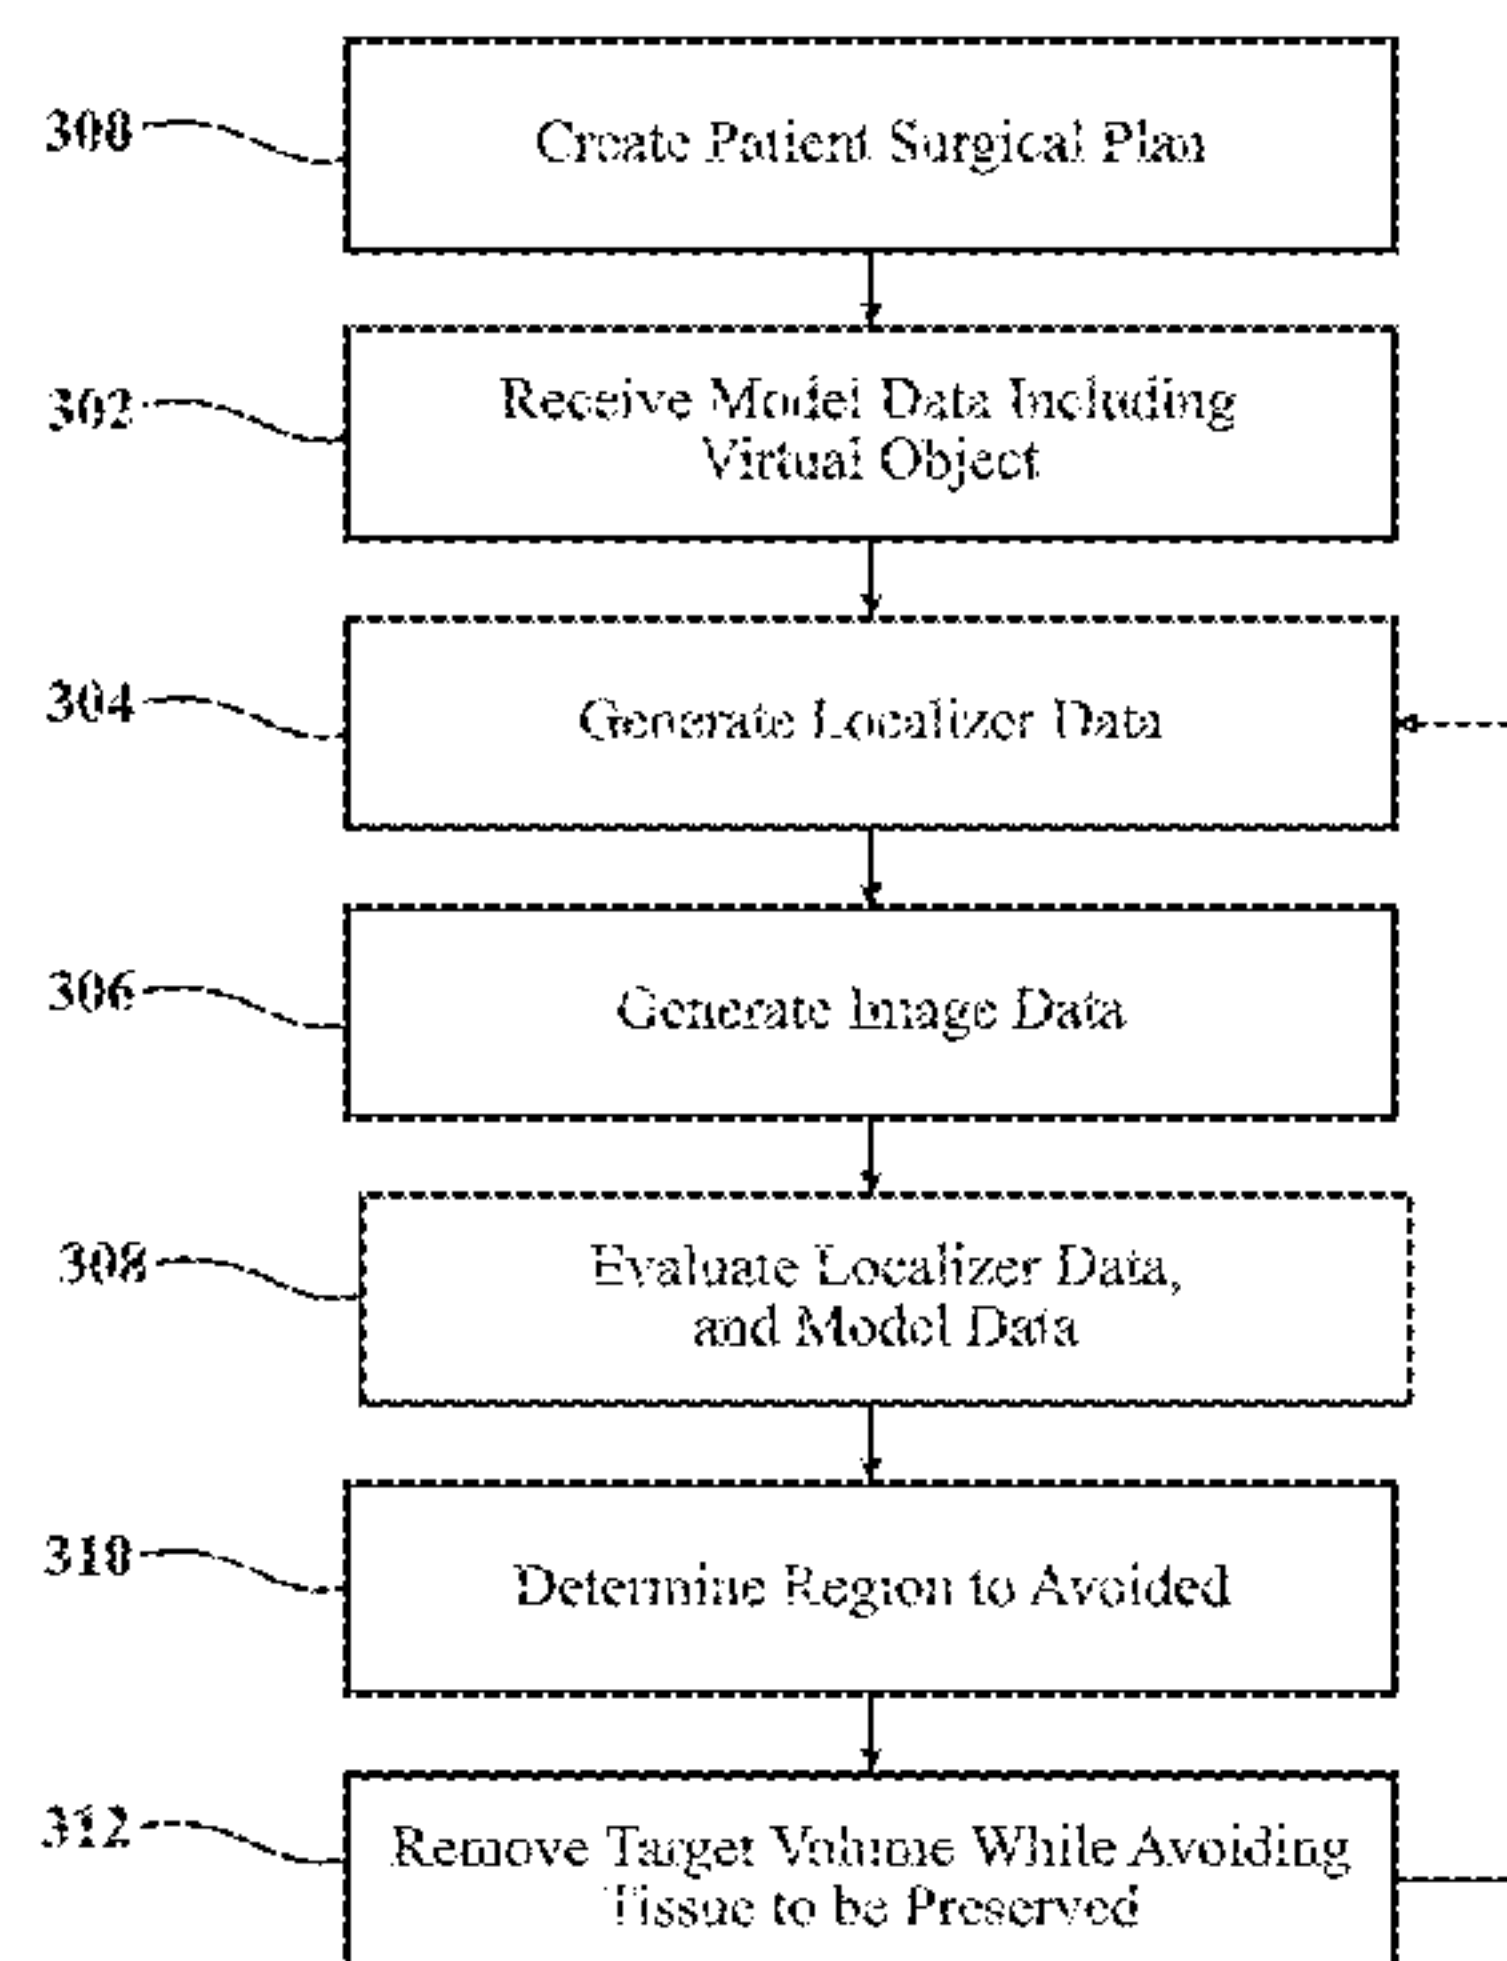 300
Create Patient Surgical Plan
302
Receive Model Data Including
Virtual Object
304
Generate Localizer Data
306
Generate Image Data
308
Evaluate Localizer Data,
and Model Data
310
Determine Region to Avoided
312
Remove Target Volume While Avoiding
Tissue to be Preserved